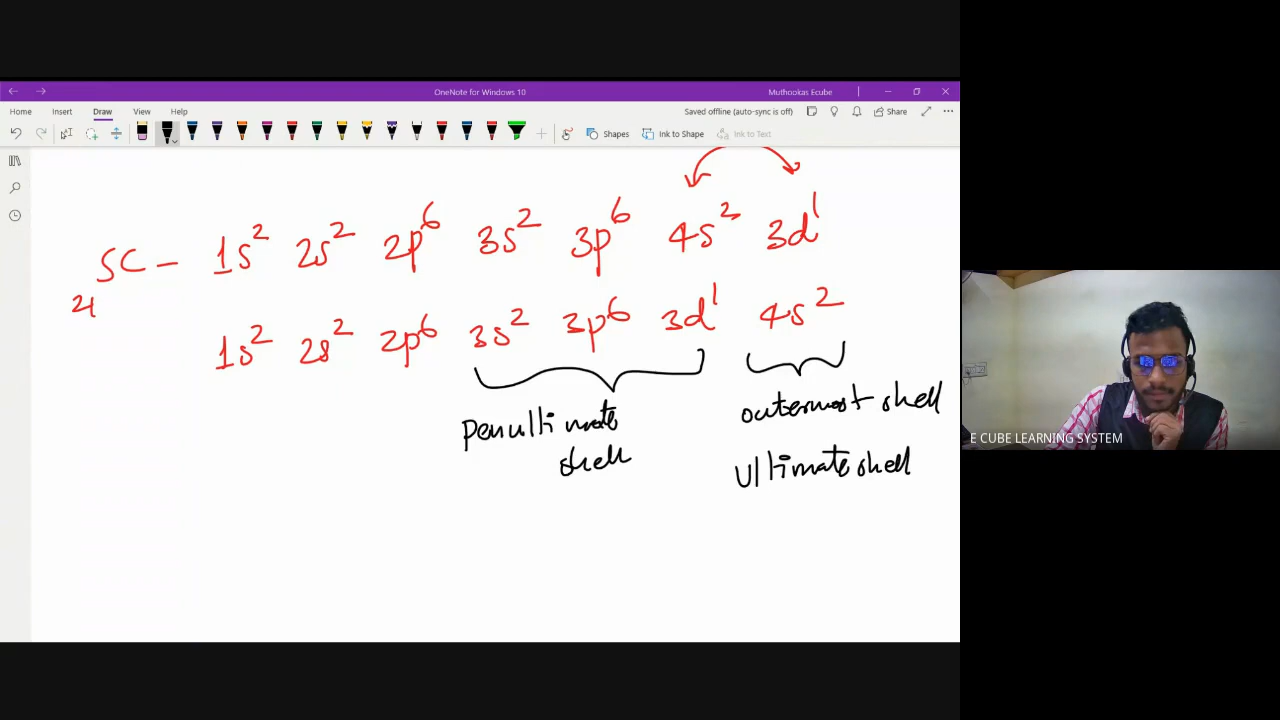 OneNote for Windows 10
Muthookas Ecube
Home Insert Draw View Help
Saved offline (auto-sync is off)
Share
Shapes
Ink to Shape
Ink to Text
21 SC - 1s² 2s² 2p⁶ 3s² 3p⁶ 4s² 3d¹
1s² 2s² 2p⁶ 3s² 3p⁶ 3d¹ 4s²
Penultimate
shell
outermost shell
Ultimate shell
E CUBE LEARNING SYSTEM